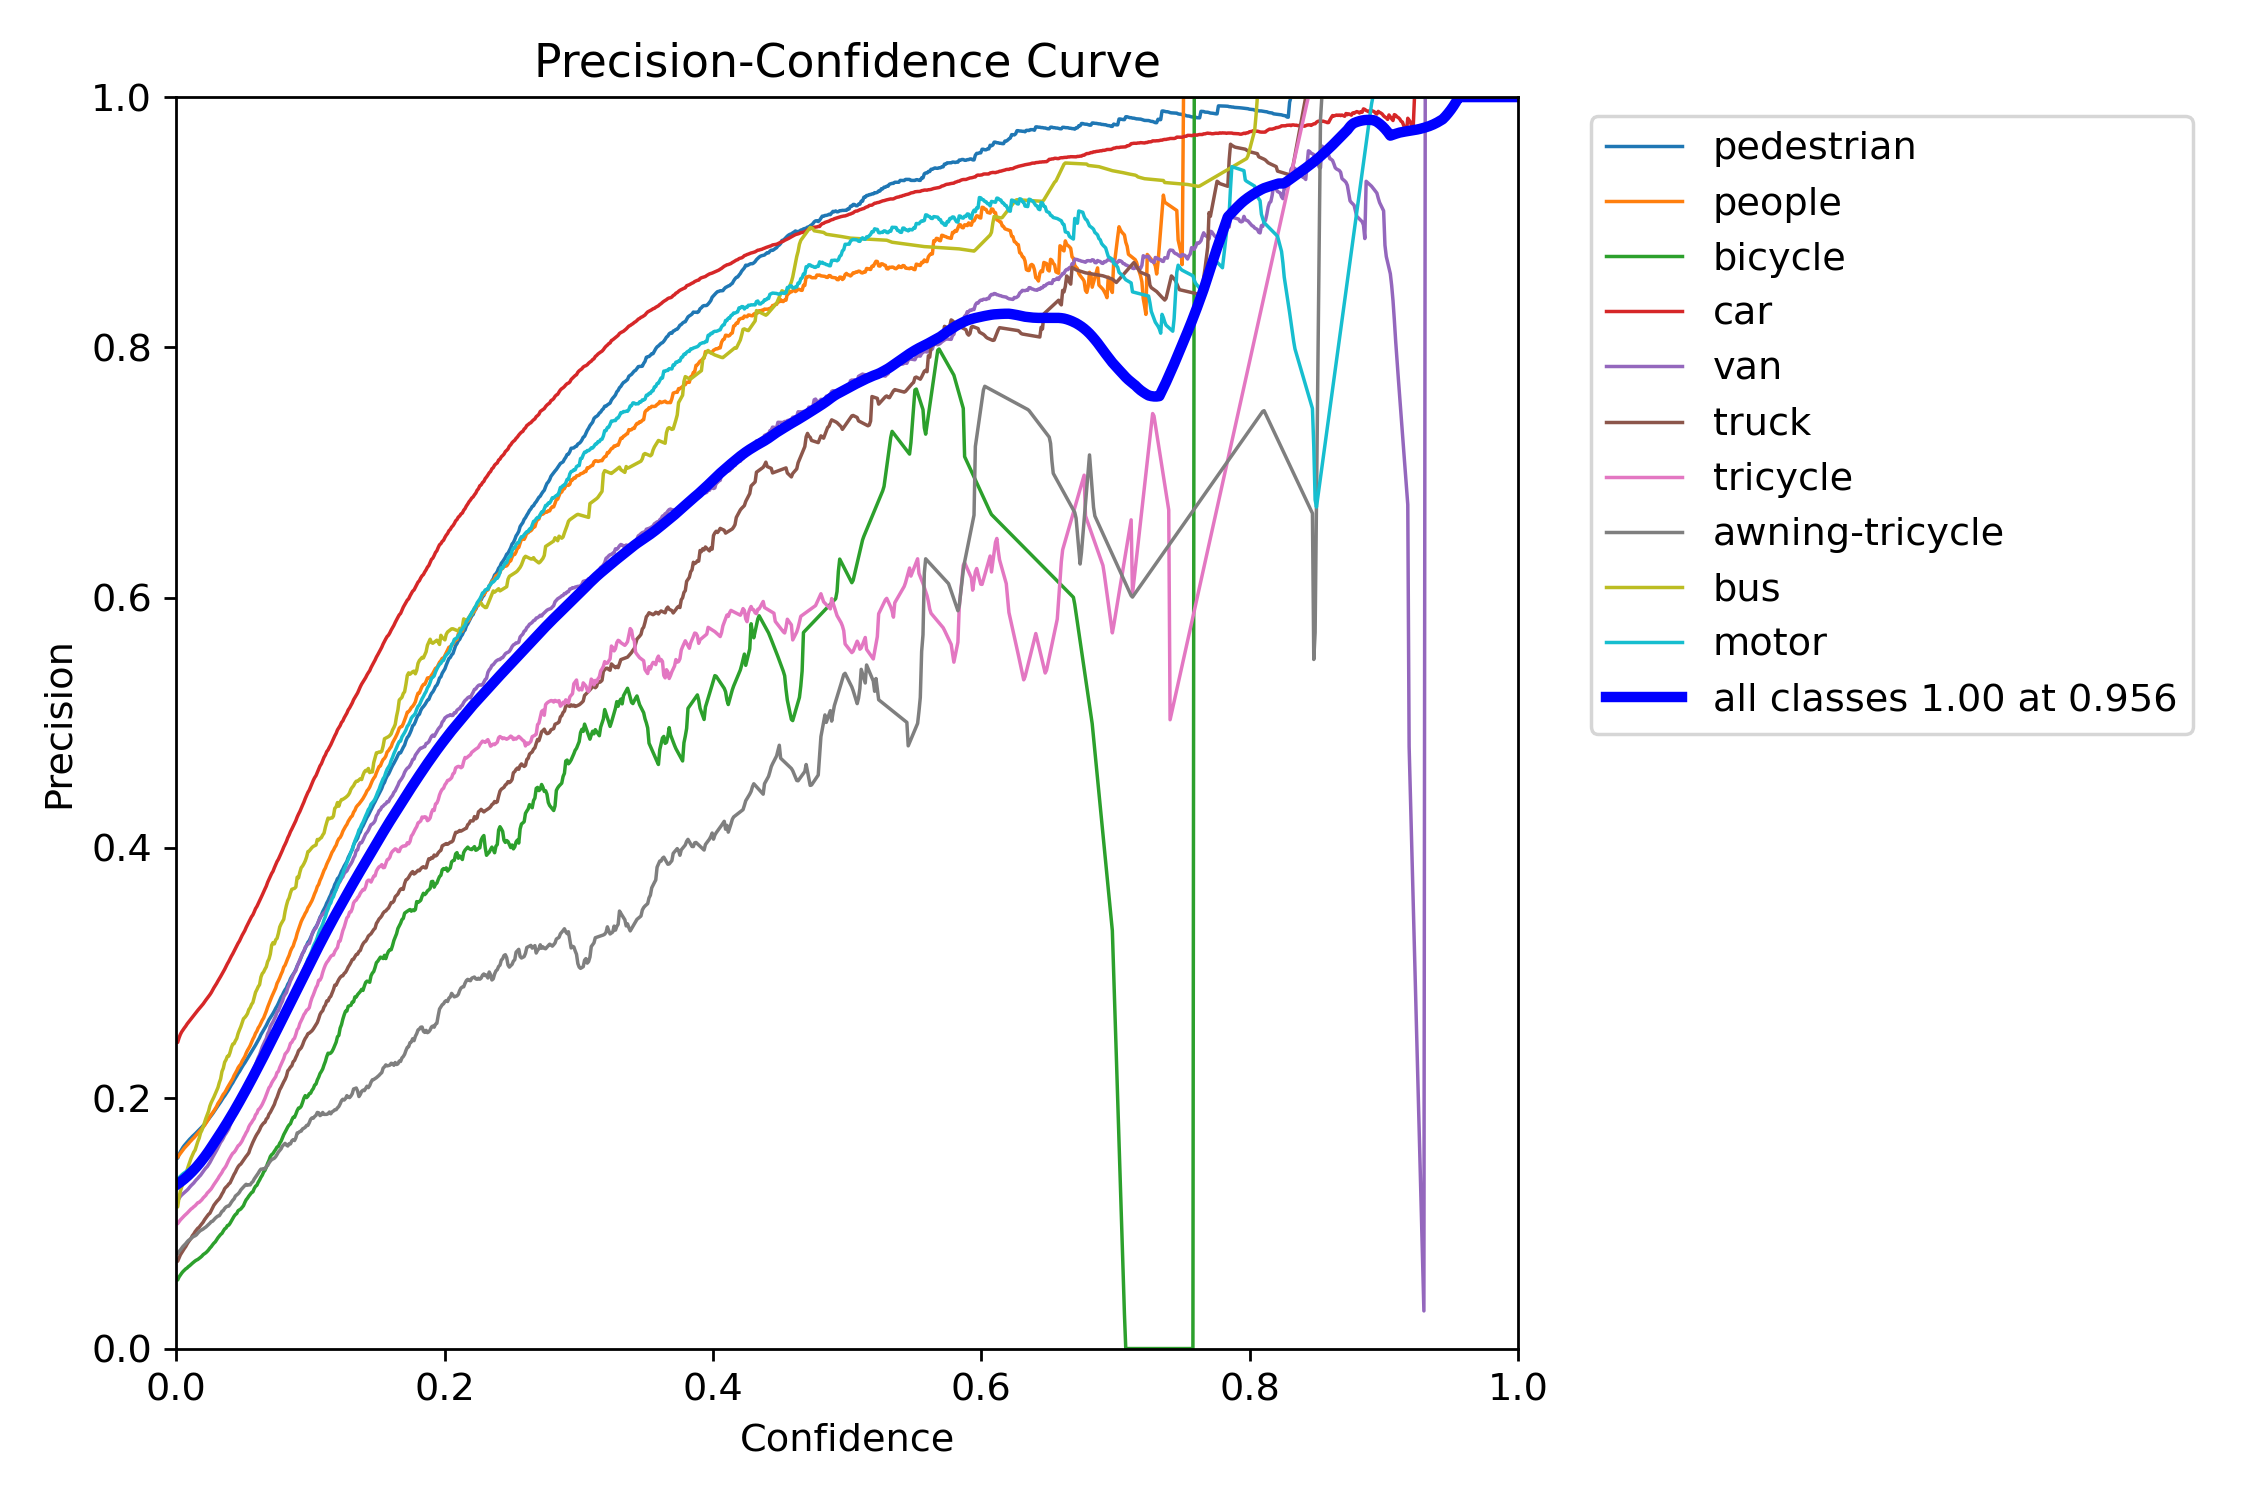 Precision-Confidence Curve
1.0
0.8
0.6
0.4
0.2
0.0
Precision
0.0 0.2 0.4 0.6 0.8 1.0
Confidence
pedestrian
people
bicycle
car
van
truck
tricycle
awning-tricycle
bus
motor
all classes 1.00 at 0.956